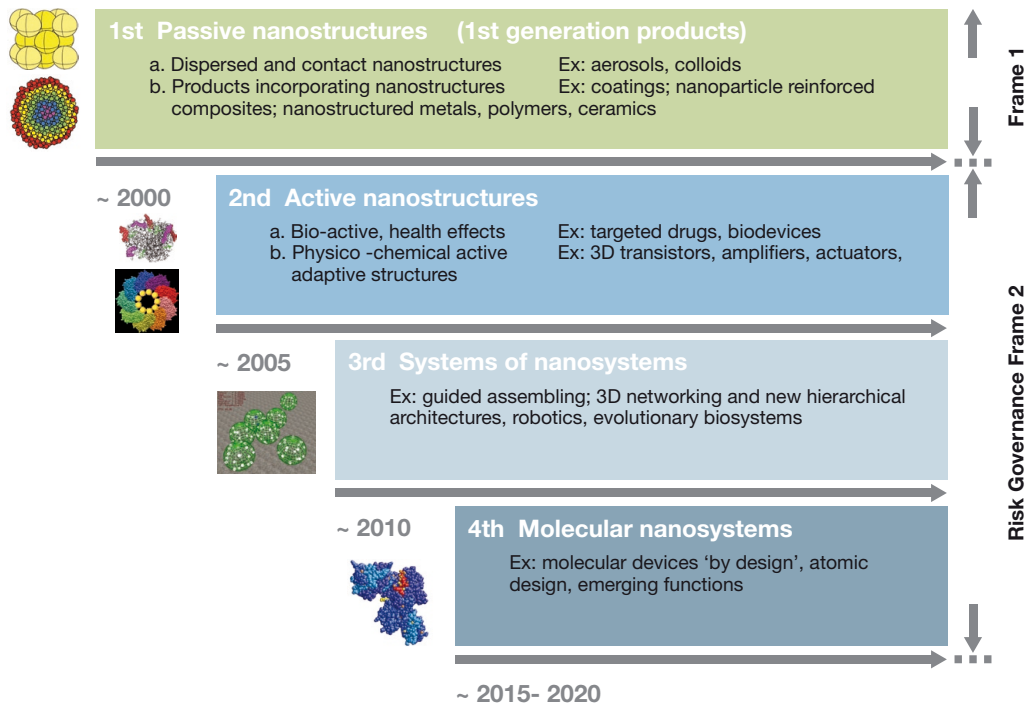 1st Passive nanostructures (1st generation products)
a. Dispersed and contact nanostructures Ex: aerosols, colloids
b. Products incorporating nanostructures Ex: coatings; nanoparticle reinforced
composites; nanostructured metals, polymers, ceramics
Frame 1
~ 2000
2nd Active nanostructures
a. Bio-active, health effects Ex: targeted drugs, biodevices
b. Physico -chemical active Ex: 3D transistors, amplifiers, actuators,
adaptive structures
~ 2005
3rd Systems of nanosystems
Ex: guided assembling; 3D networking and new hierarchical
architectures, robotics, evolutionary biosystems
Risk Governance Frame 2
~ 2010
4th Molecular nanosystems
Ex: molecular devices ‘by design’, atomic
design, emerging functions
~ 2015- 2020